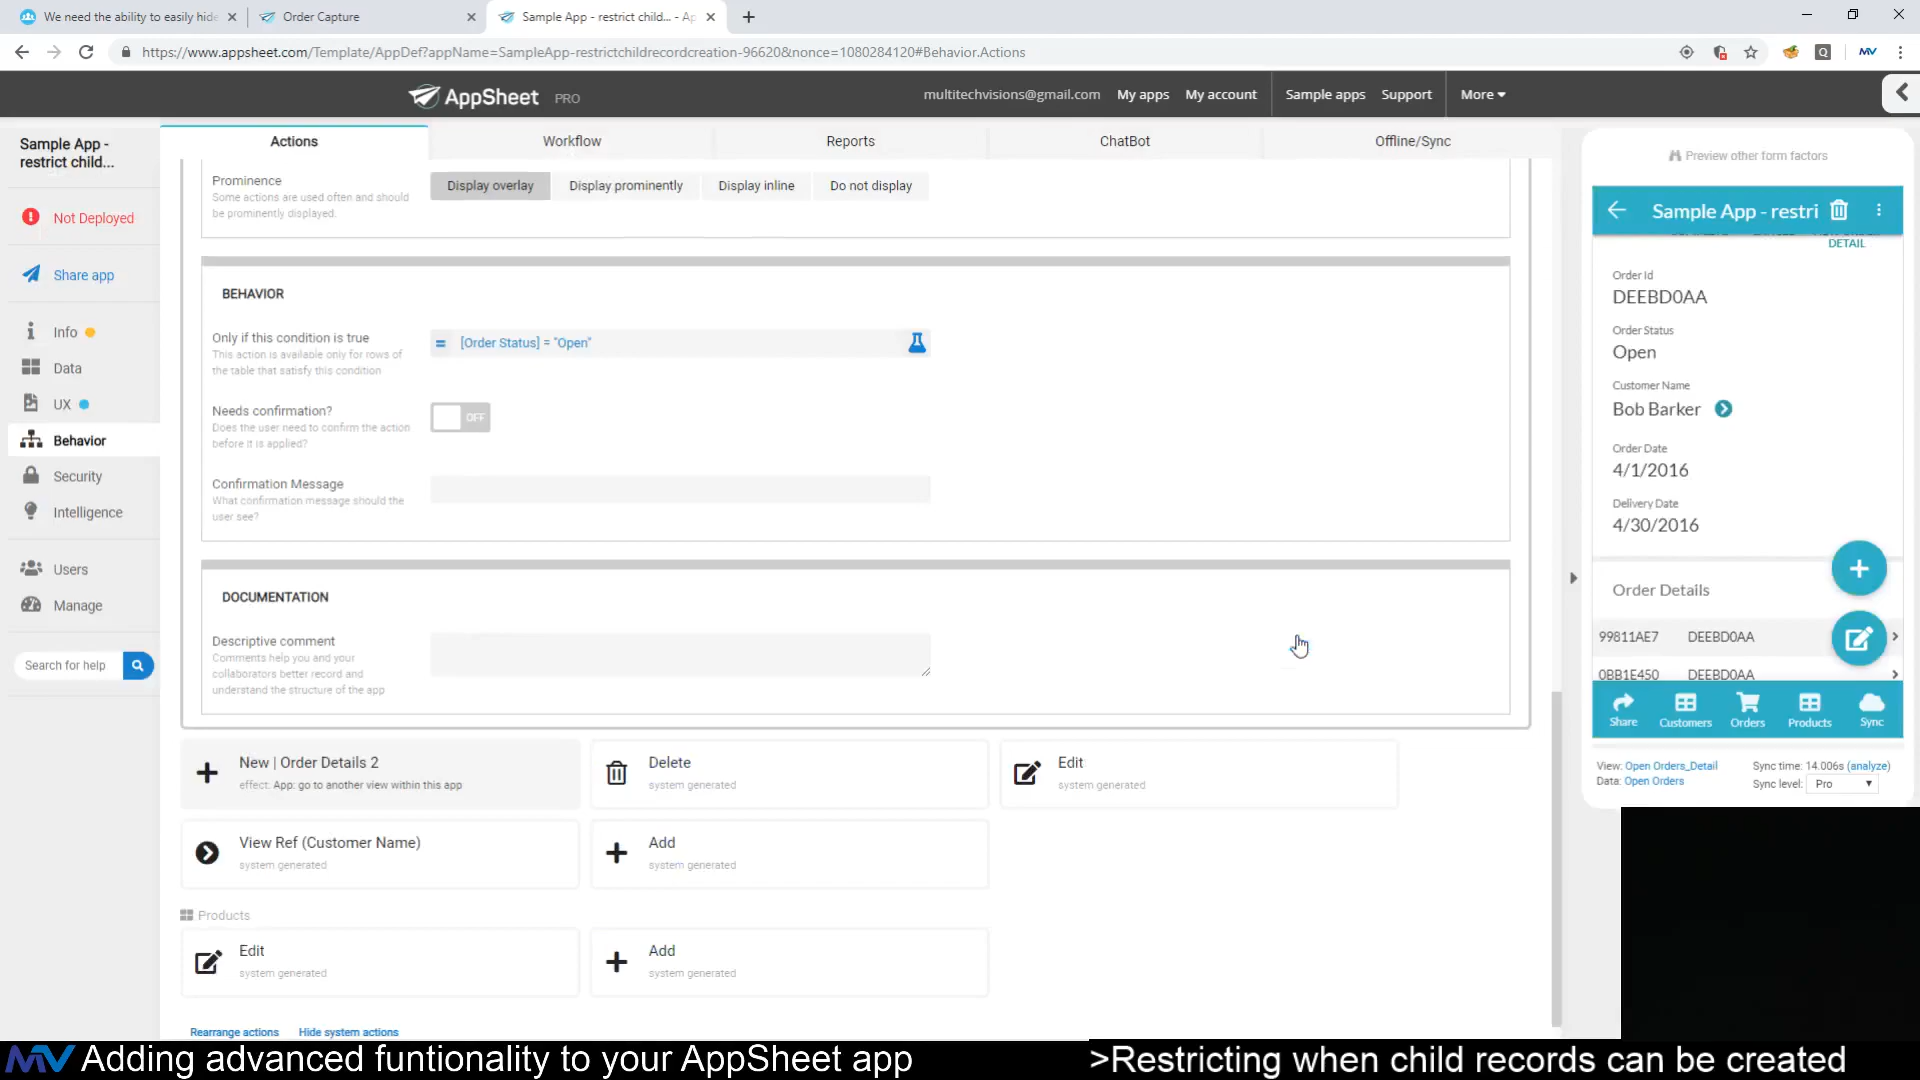 We need the ability to easily hide
Order Capture
Sample App - restrict child... - Ap
https://www.appsheet.com/Template/AppDef?appName=SampleApp-restrictchildrecordcreation-96620&nonce=1080284120#Behavior.Actions
AppSheet PRO
multitechvisions@gmail.com My apps My account Sample apps Support More
Sample App -
restrict child...
Not Deployed
Share app
Info
Data
UX
Behavior
Security
Intelligence
Users
Manage
Search for help
Actions Workflow Reports ChatBot Offline/Sync
Prominence
Some actions are used often and should
be prominently displayed.
Display overlay Display prominently Display inline Do not display
BEHAVIOR
Only if this condition is true
This action is available only for rows of
the table that satisfy this condition
= [Order Status] = "Open"
Needs confirmation?
Does the user need to confirm the action
before it is applied?
OFF
Confirmation Message
What confirmation message should the
user see?
DOCUMENTATION
Descriptive comment
Comments help you and your
collaborators better record and
understand the structure of the app
New | Order Details 2
effect: App: go to another view within this app
Delete
system generated
Edit
system generated
View Ref (Customer Name)
system generated
Add
system generated
Products
Edit
system generated
Add
system generated
Rearrange actions Hide system actions
Preview other form factors
Sample App - restri
DETAIL
Order Id
DEEBD0AA
Order Status
Open
Customer Name
Bob Barker
Order Date
4/1/2016
Delivery Date
4/30/2016
Order Details
99811AE7 DEEBD0AA
0BB1E450 DEEBD0AA
Share Customers Orders Products Sync
View: Open Orders_Detail
Data: Open Orders
Sync time: 14.006s (analyze)
Sync level: Pro
MV Adding advanced funtionality to your AppSheet app
>Restricting when child records can be created